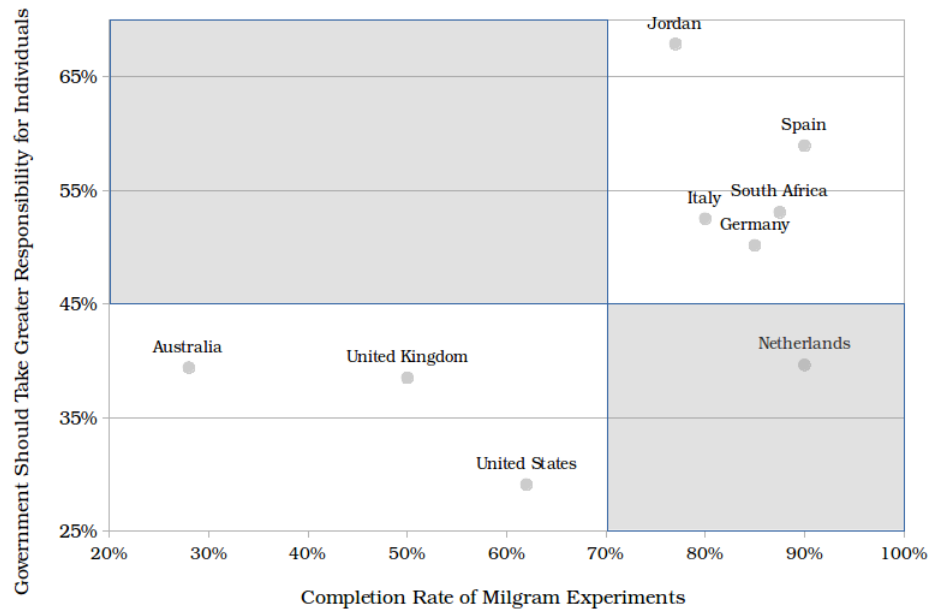 Government Should Take Greater Responsibility for Individuals
Jordan
65%
Spain
55%
South Africa
Italy
Germany
45%
Australia
United Kingdom
Netherlands
35%
United States
25%
20% 30% 40% 50% 60% 70% 80% 90% 100%
Completion Rate of Milgram Experiments